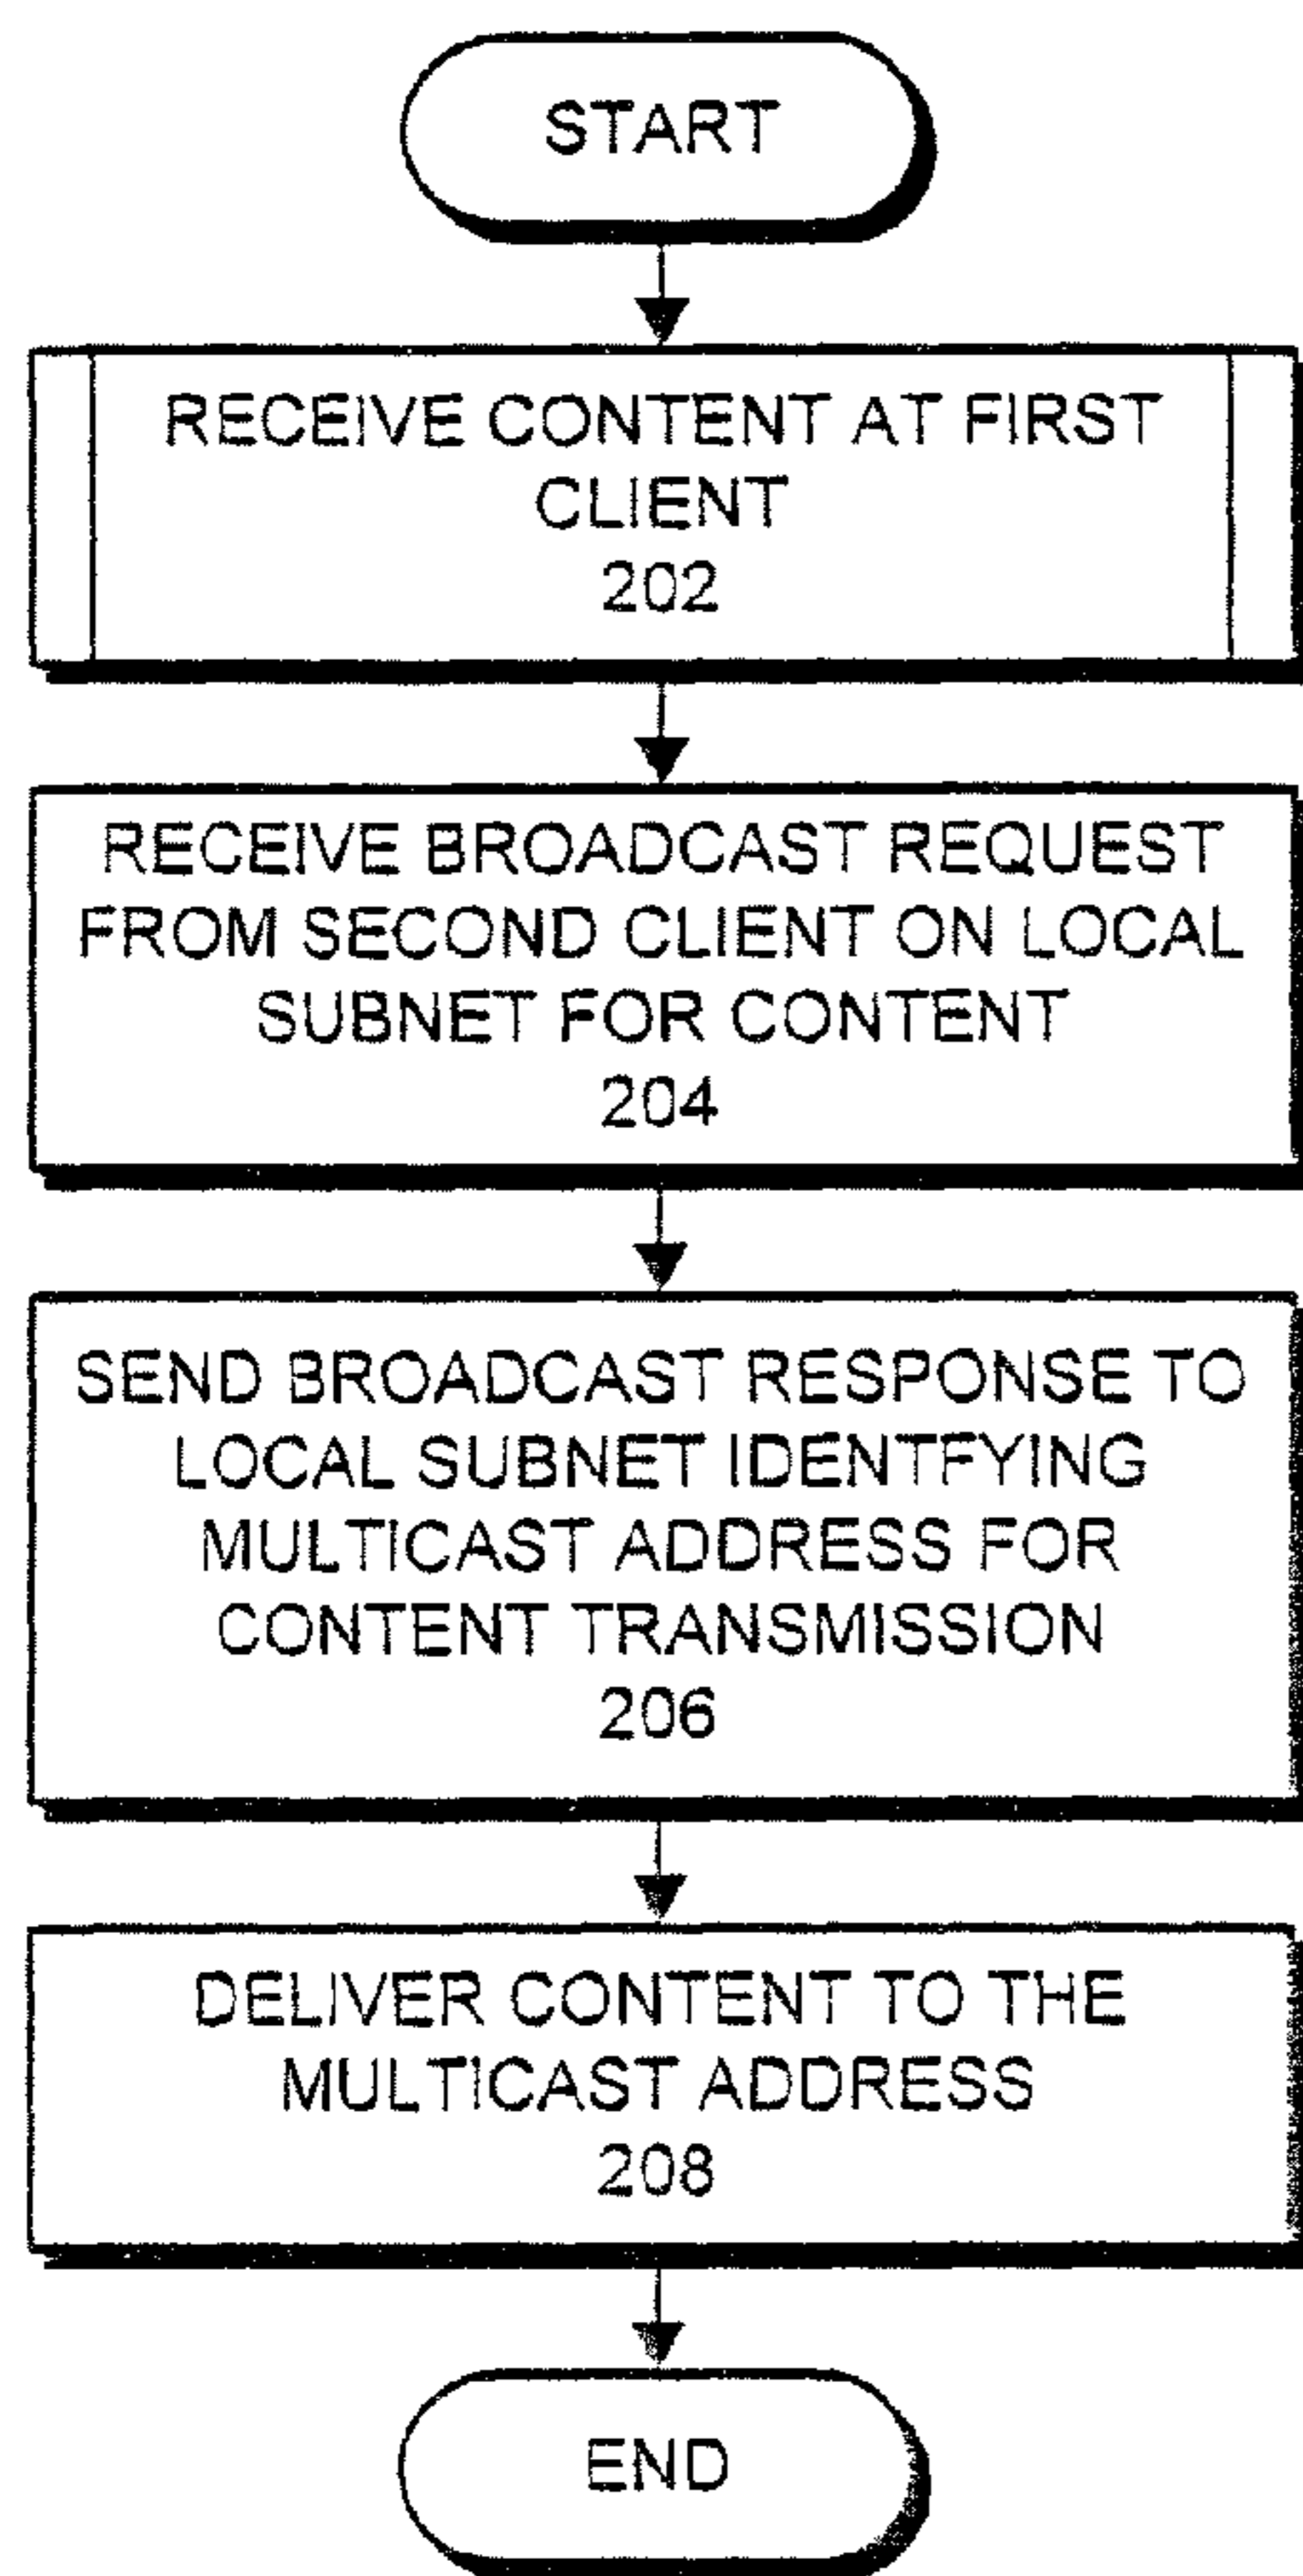 START
RECEIVE CONTENT AT FIRST
CLIENT
202
RECEIVE BROADCAST REQUEST
FROM SECOND CLIENT ON LOCAL
SUBNET FOR CONTENT
204
SEND BROADCAST RESPONSE TO
LOCAL SUBNET IDENTFYING
MULTICAST ADDRESS FOR
CONTENT TRANSMISSION
206
DELIVER CONTENT TO THE
MULTICAST ADDRESS
208
END